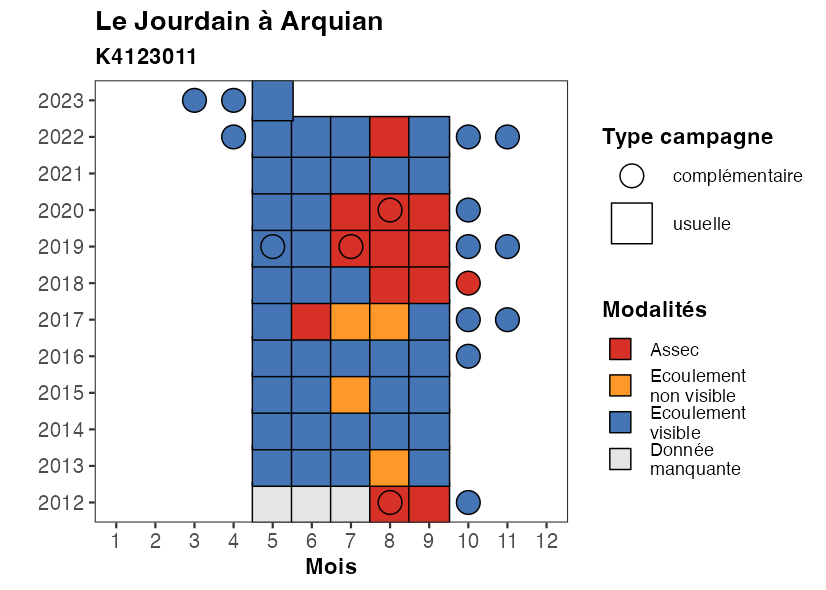 Le Jourdain à Arquian
K4123011
2023
2022
2021
2020
2019
2018
2017
2016
2015
2014
2013
2012
1 2 3 4 5 6 7 8 9 10 11 12
Mois
Type campagne
complémentaire
usuelle
Modalités
Assec
Ecoulement
non visible
Ecoulement
visible
Donnée
manquante